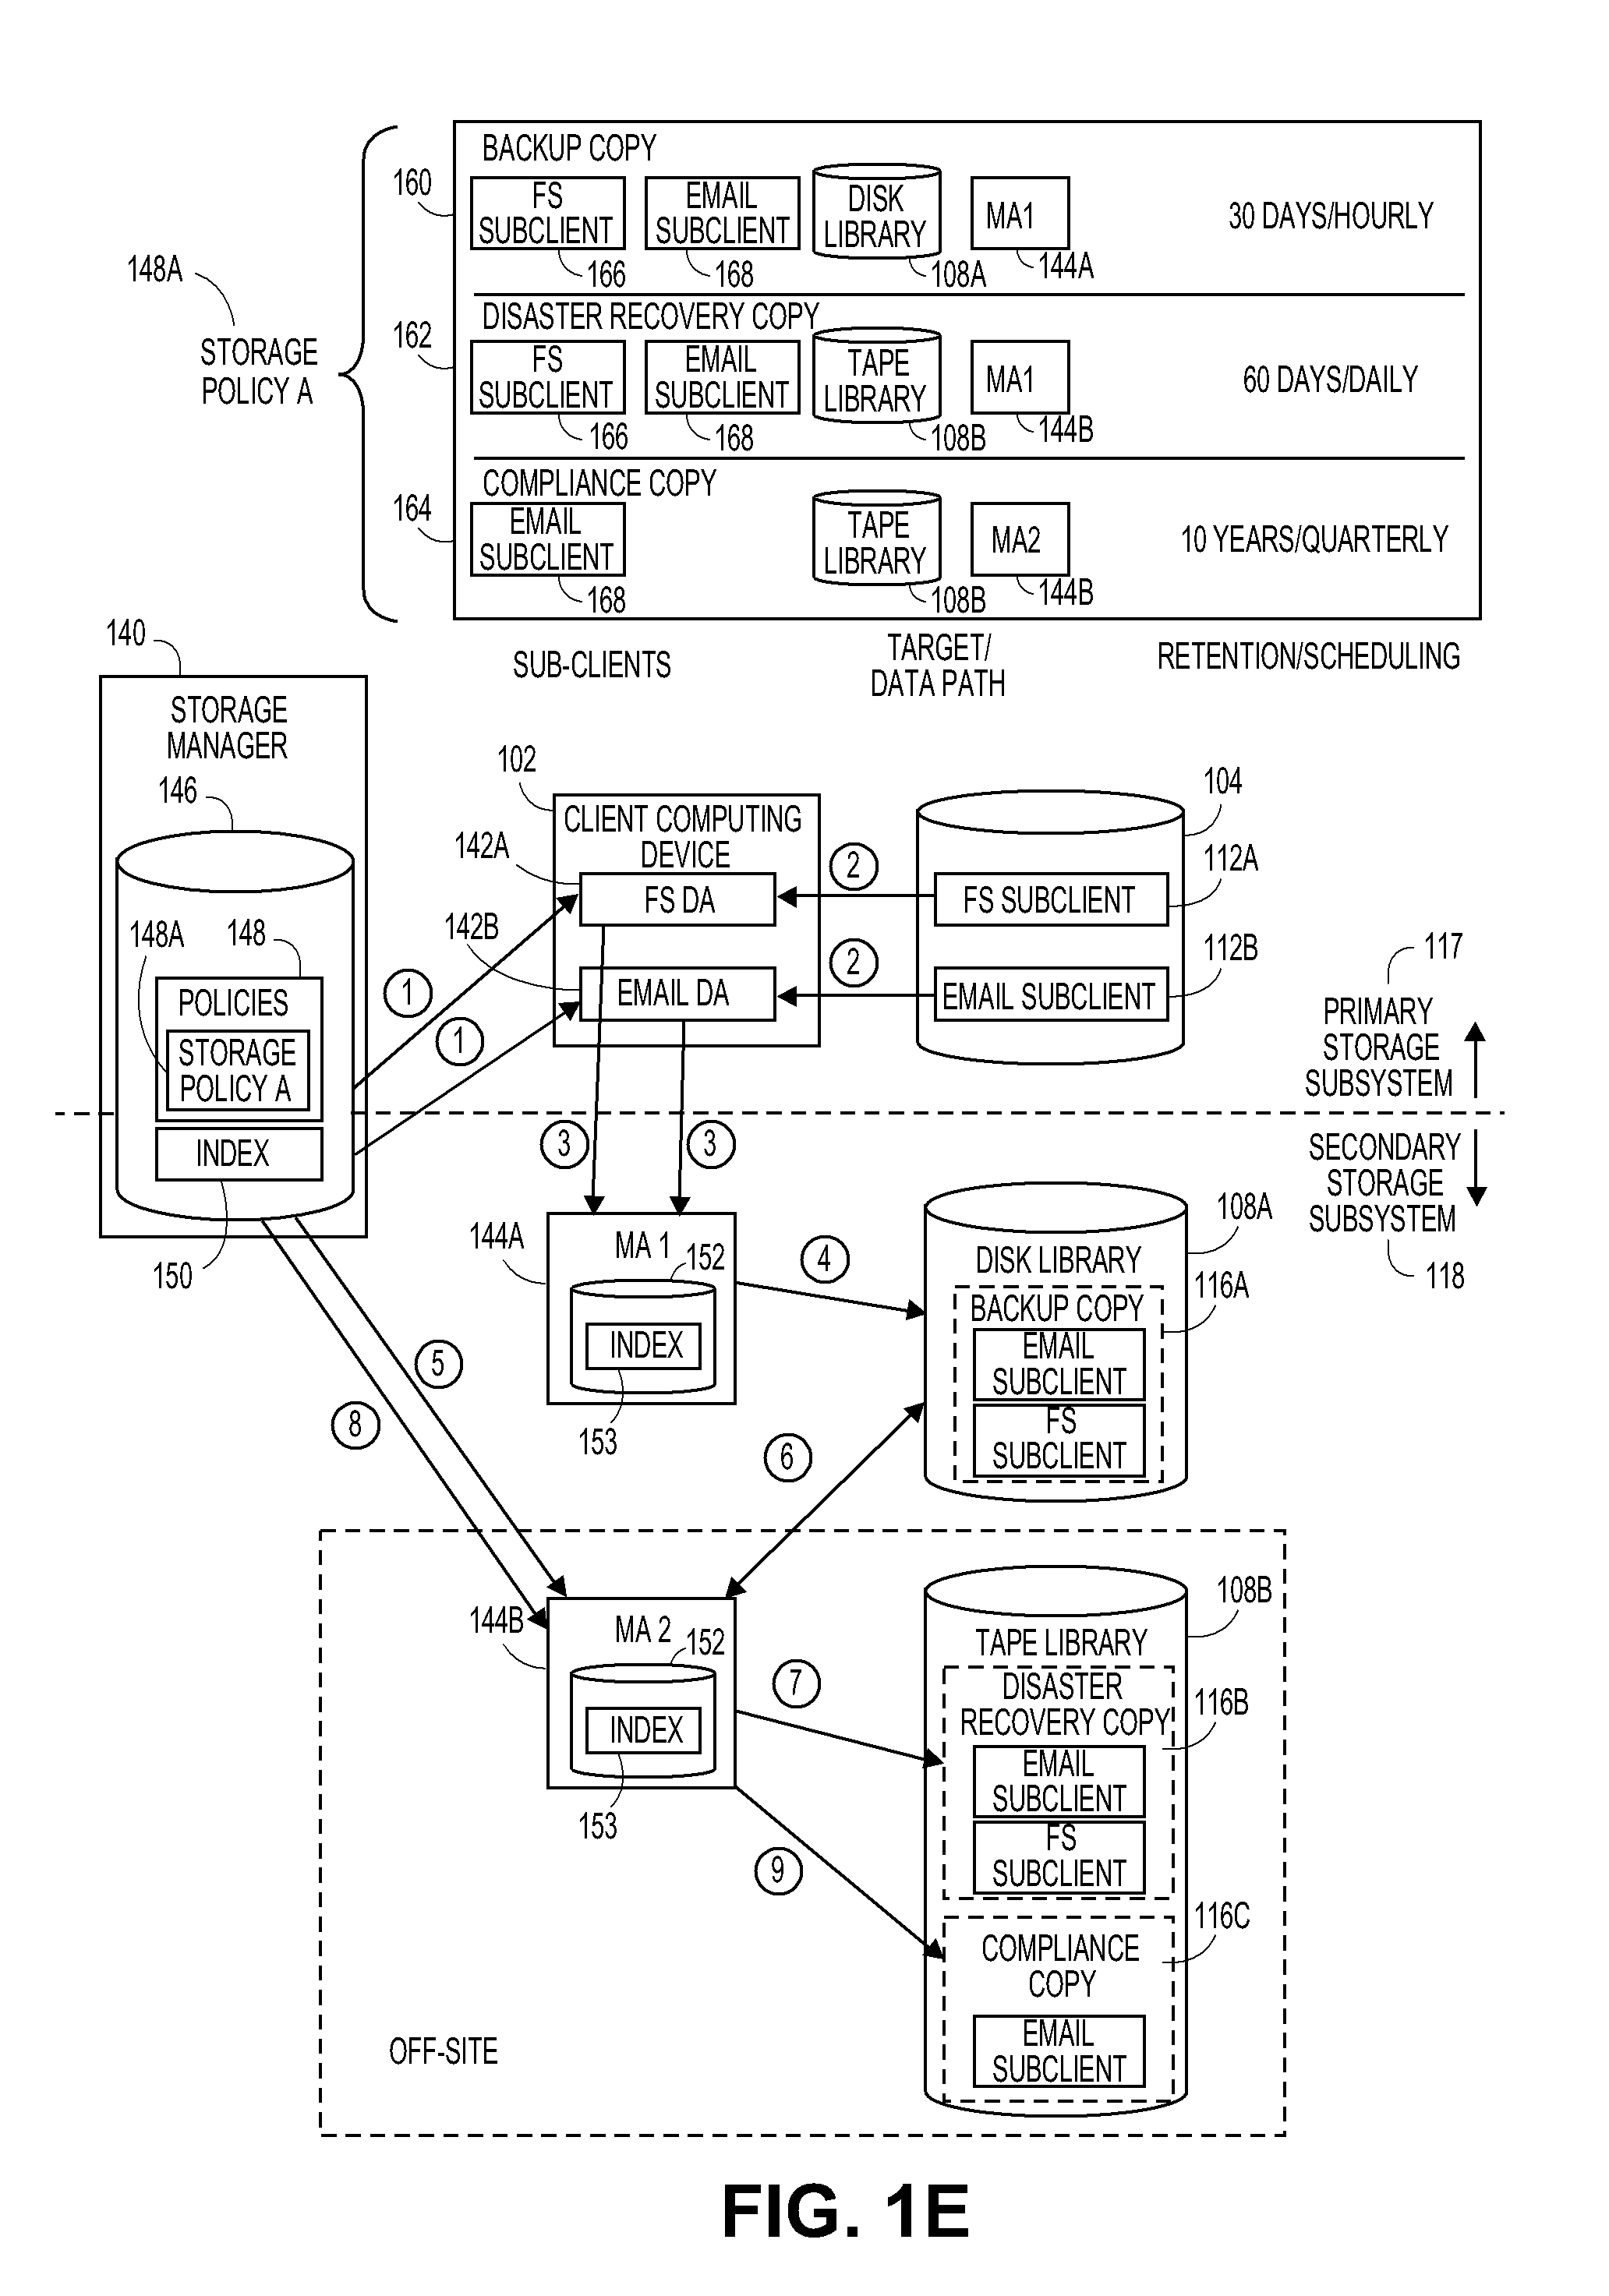 BACKUP COPY
160
FS
SUBCLIENT
166
EMAIL
SUBCLIENT
168
DISK
LIBRARY
108A
MA1
144A
30 DAYS/HOURLY
148A
STORAGE
POLICY A
DISASTER RECOVERY COPY
162
FS
SUBCLIENT
166
EMAIL
SUBCLIENT
168
TAPE
LIBRARY
108B
MA1
144B
60 DAYS/DAILY
COMPLIANCE COPY
164
EMAIL
SUBCLIENT
168
TAPE
LIBRARY
108B
MA2
144B
10 YEARS/QUARTERLY
SUB-CLIENTS
TARGET/
DATA PATH
RETENTION/SCHEDULING
140
STORAGE
MANAGER
146
148A
148
POLICIES
STORAGE
POLICY A
INDEX
150
102
CLIENT COMPUTING
DEVICE
142A
FS DA
142B
EMAIL DA
104
FS SUBCLIENT
112A
EMAIL SUBCLIENT
112B
1
1
2
2
3
3
117
PRIMARY
STORAGE
SUBSYSTEM
SECONDARY
STORAGE
SUBSYSTEM
118
144A
MA 1
152
INDEX
153
4
108A
DISK LIBRARY
116A
BACKUP COPY
EMAIL
SUBCLIENT
FS
SUBCLIENT
5
8
6
144B
MA 2
152
INDEX
153
7
9
108B
TAPE LIBRARY
DISASTER
RECOVERY COPY
116B
EMAIL
SUBCLIENT
FS
SUBCLIENT
116C
COMPLIANCE
COPY
EMAIL
SUBCLIENT
OFF-SITE
FIG. 1E